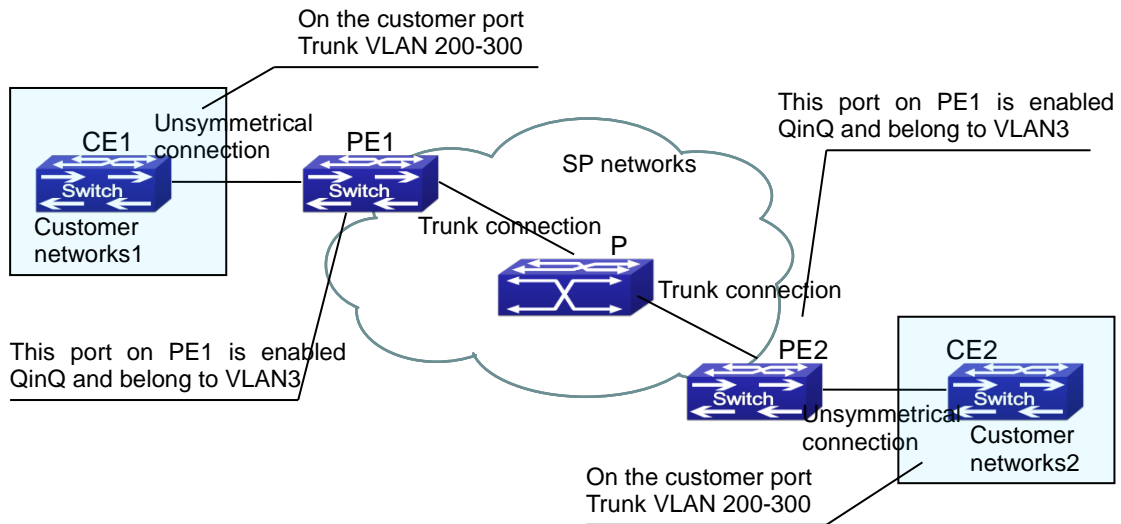 On the customer port
Trunk VLAN 200-300
This port on PE1 is enabled
QinQ and belong to VLAN3
CE1
Unsymmetrical
connection
PE1
SP networks
Switch
Switch
Customer
networks1
Trunk connection
P
Trunk connection
This port on PE1 is enabled
QinQ and belong to VLAN3
PE2
CE2
Switch
Switch
Unsymmetrical
connection
Customer
networks2
On the customer port
Trunk VLAN 200-300